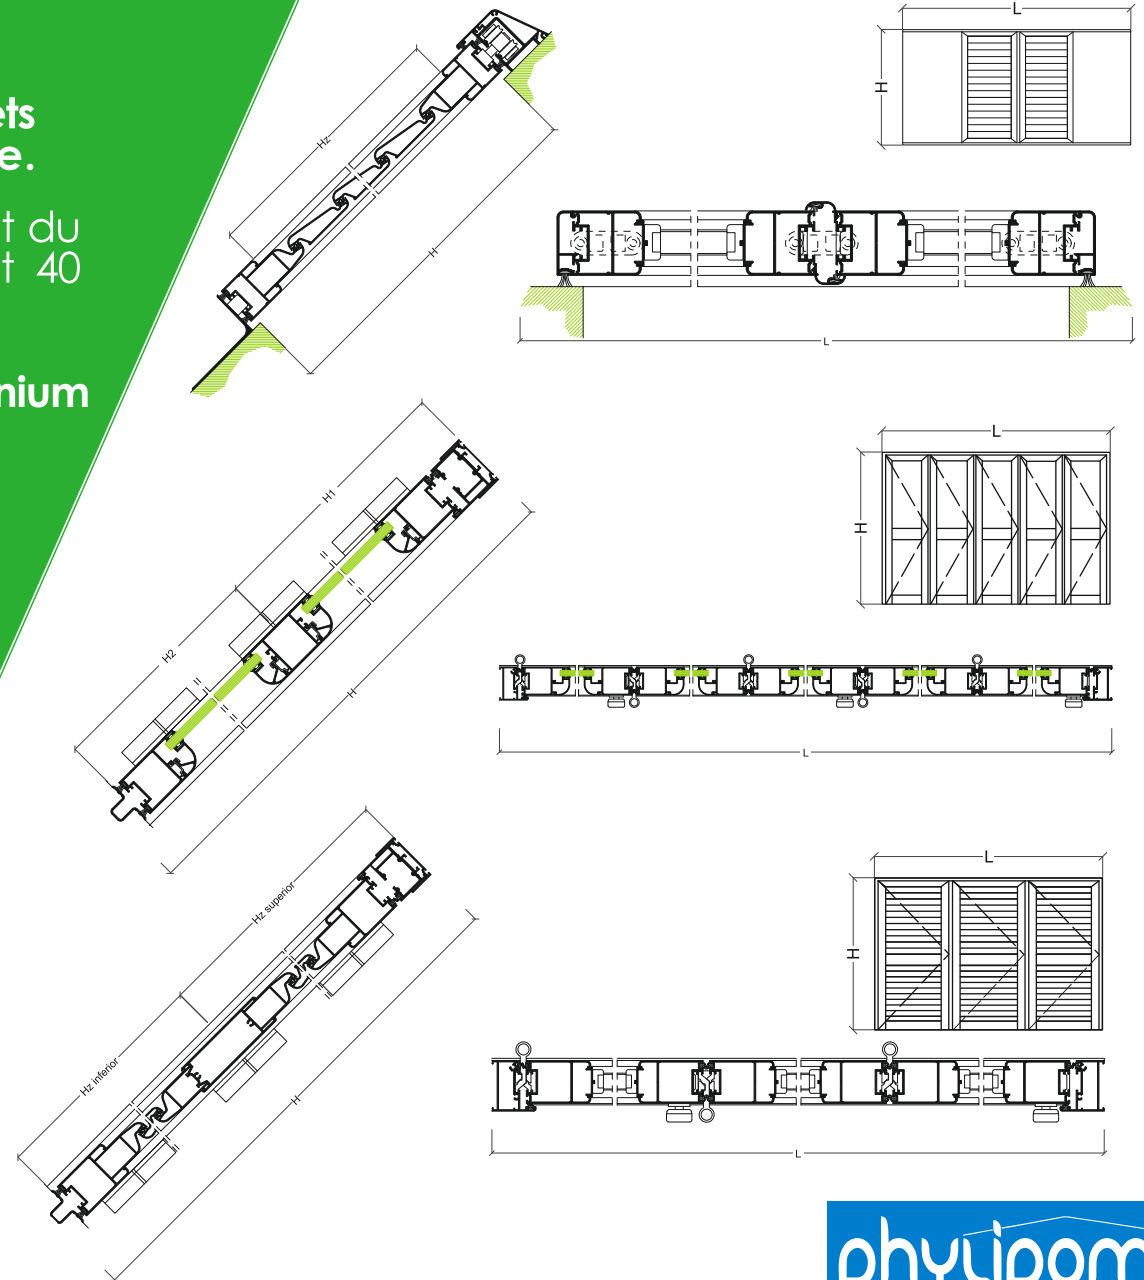 ets
e.
t du
t 40
nium
Hz
H
L
H
L
H1
H2
H
L
H
L
Hz superior
Hz inferior
H
L
H
L
phylipom